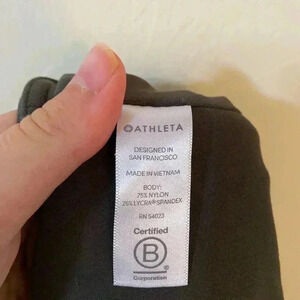 ATHLETA
DESIGNED IN
SAN FRANCISCO
MADE IN VIETNAM
BODY:
75% NYLON
25% LYCRA® SPANDEX
RN 54023
Certified
B
Corporation